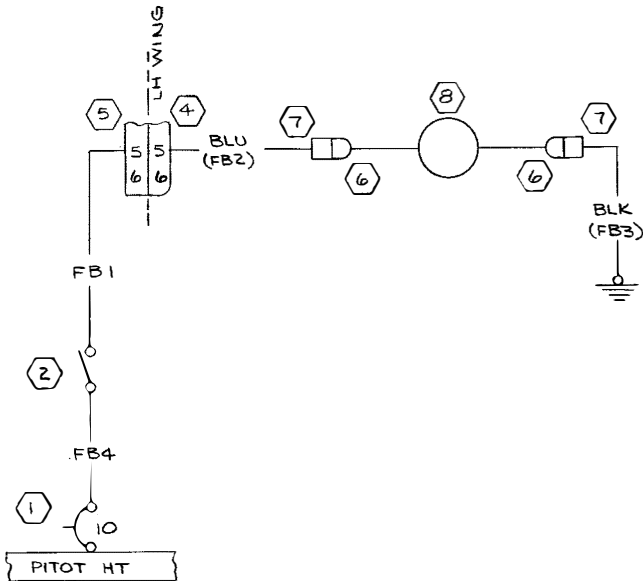 LH WING
5
4
8
7
7
5 5
6 6
BLU
(FB2)
6
6
BLK
(FB3)
FB1
2
FB4
1
10
PITOT HT